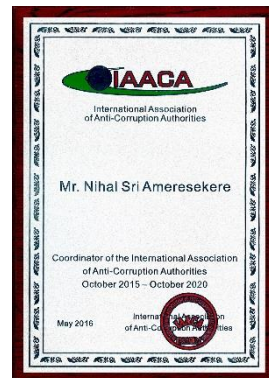 IAACA
International Association
of Anti-Corruption Authorities
Mr. Nihal Sri Ameresekere
Coordinator of the International Association
of Anti-Corruption Authorities
October 2015 – October 2020
May 2016
International Association
of Anti-Corruption Authorities